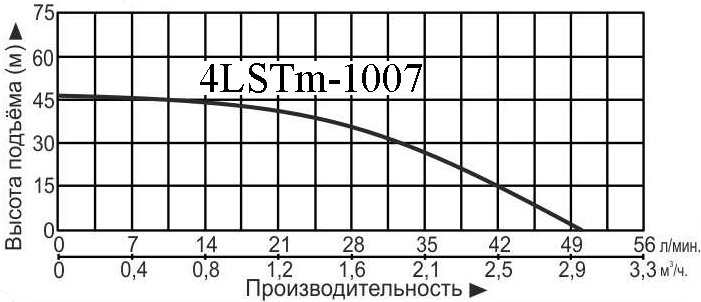 Высота подъёма (м) ►
75
60
45
30
15
0
4LSTm-1007
0 7 14 21 28 35 42 49 56 л/мин.
0 0,4 0,8 1,2 1,6 2,1 2,5 2,9 3,3 м³/ч.
Производительность ►